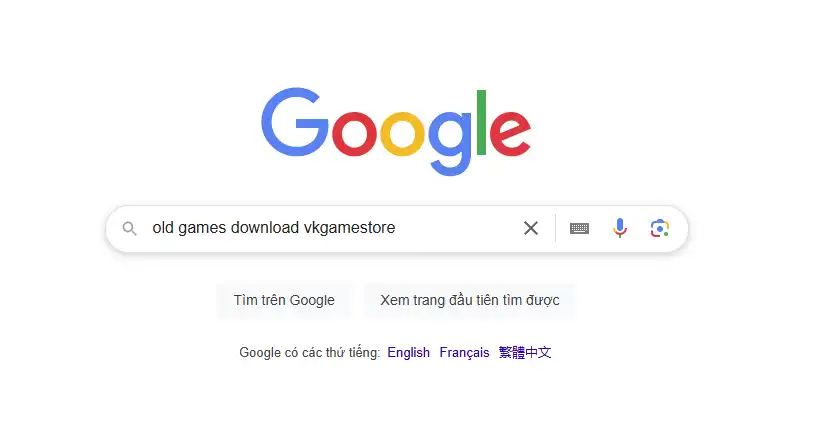 Google
old games download vkgamestore
Tìm trên Google Xem trang đầu tiên tìm được
Google có các thứ tiếng: English Français 繁體中文